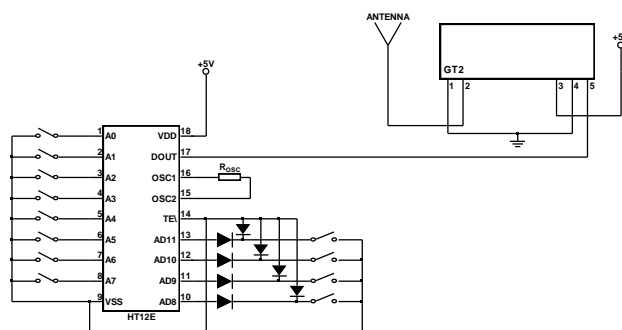 ANTENNA
+5V
GT2
1 2 3 4 5
+5V
1 A0 VDD 18
2 A1 DOUT 17
3 A2 OSC1 16
ROSC
4 A3 OSC2 15
5 A4 TE\ 14
6 A5 AD11 13
7 A6 AD10 12
8 A7 AD9 11
9 VSS AD8 10
HT12E